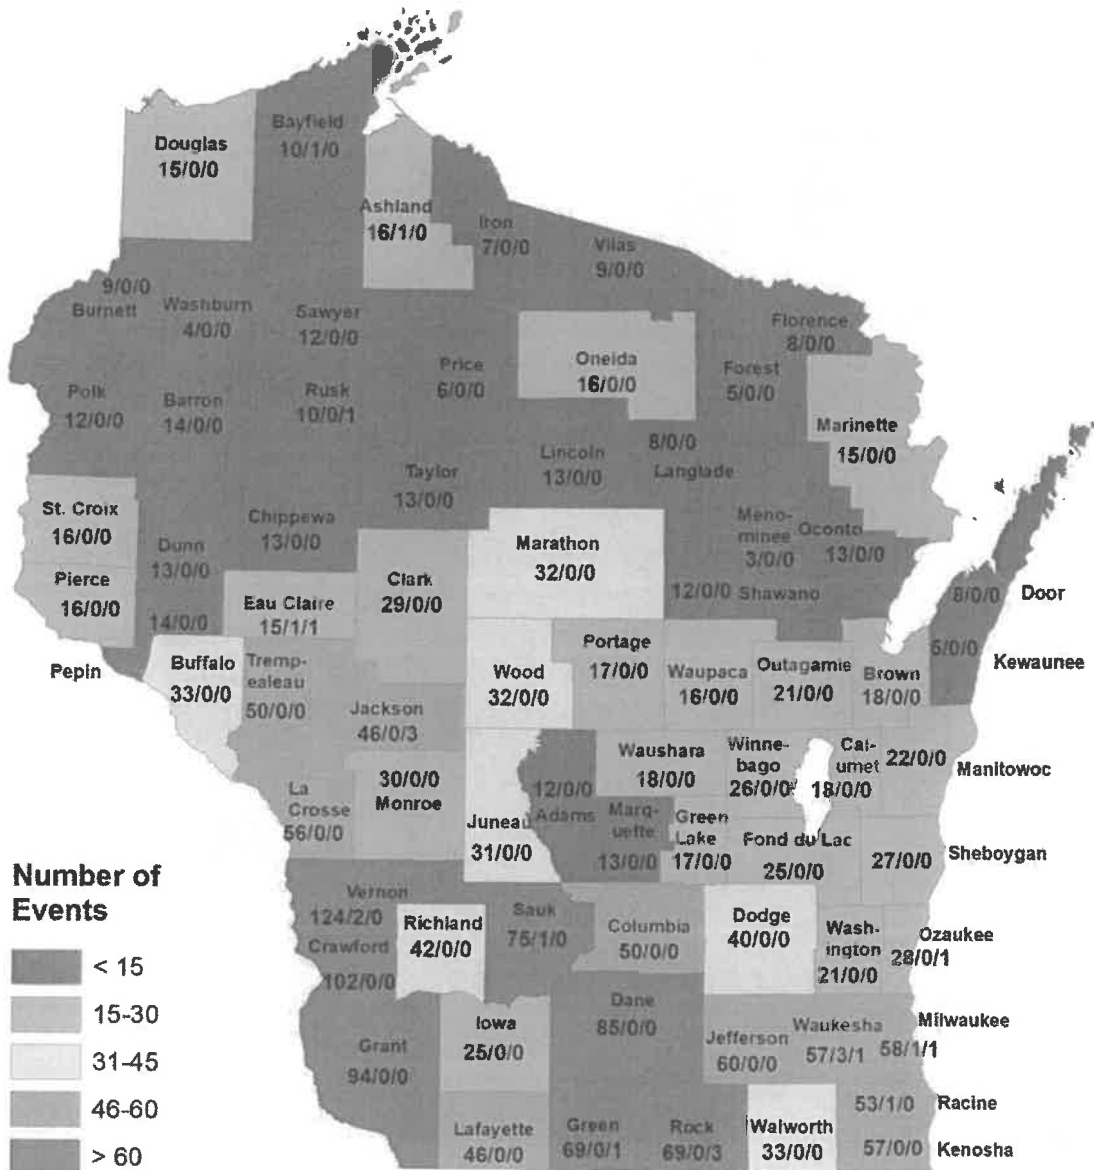 Bayfield
10/1/0
Douglas
15/0/0
Ashland
16/1/0
Iron
7/0/0
Vilas
9/0/0
9/0/0
Burnett
Washburn
4/0/0
Sawyer
12/0/0
Florence
8/0/0
Price
6/0/0
Oneida
16/0/0
Forest
5/0/0
Polk
12/0/0
Barron
14/0/0
Rusk
10/0/1
Marinette
15/0/0
Taylor
13/0/0
Lincoln
13/0/0
8/0/0
Langlade
St. Croix
16/0/0
Dunn
13/0/0
Chippewa
13/0/0
Marathon
32/0/0
Meno-
minee
3/0/0
Oconto
13/0/0
Pierce
16/0/0
14/0/0
Pepin
Eau Claire
15/1/1
Clark
29/0/0
12/0/0 Shawano
8/0/0 Door
5/0/0
Kewaunee
Buffalo
33/0/0
Tremp-
ealeau
50/0/0
Jackson
46/0/3
Wood
32/0/0
Portage
17/0/0
Waupaca
16/0/0
Outagamie
21/0/0
Brown
18/0/0
La
Crosse
56/0/0
30/0/0
Monroe
Juneau
31/0/0
12/0/0
Adams
Waushara
18/0/0
Winne-
bago
26/0/0
Cal-
umet
18/0/0
22/0/0
Manitowoc
Marq-
uette
13/0/0
Green
Lake
17/0/0
Fond du Lac
25/0/0
27/0/0 Sheboygan
Vernon
124/2/0
Richland
42/0/0
Sauk
75/1/0
Columbia
50/0/0
Dodge
40/0/0
Wash-
ington
21/0/0
Ozaukee
28/0/1
Crawford
102/0/0
Grant
94/0/0
Iowa
25/0/0
Dane
85/0/0
Jefferson
60/0/0
Waukesha
57/3/1
Milwaukee
58/1/1
Lafayette
46/0/0
Green
69/0/1
Rock
69/0/3
Walworth
33/0/0
53/1/0 Racine
57/0/0 Kenosha
Number of
Events
< 15
15-30
31-45
46-60
> 60